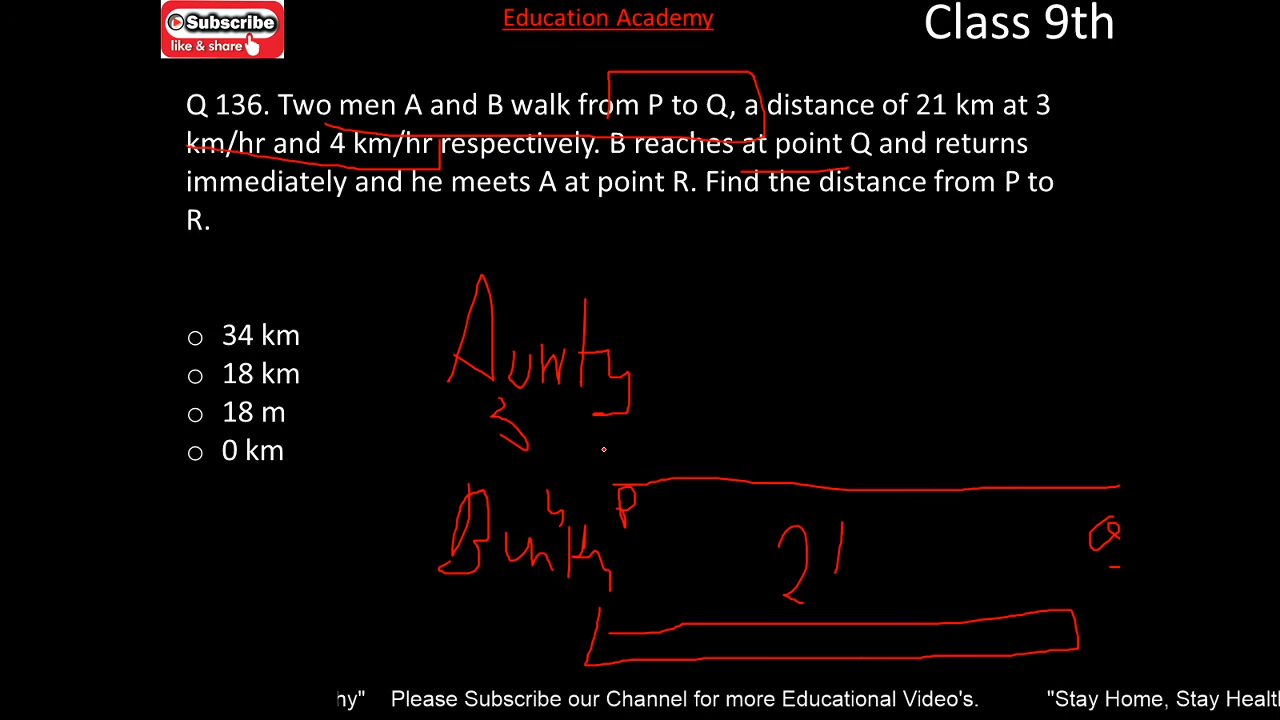 Subscribe
like & share
Education Academy
Class 9th
Q 136. Two men A and B walk from P to Q, a distance of 21 km at 3
km/hr and 4 km/hr respectively. B reaches at point Q and returns
immediately and he meets A at point R. Find the distance from P to
R.
34 km
18 km
18 m
0 km
3
4
P
21
Q
hy" Please Subscribe our Channel for more Educational Video's. "Stay Home, Stay Healt